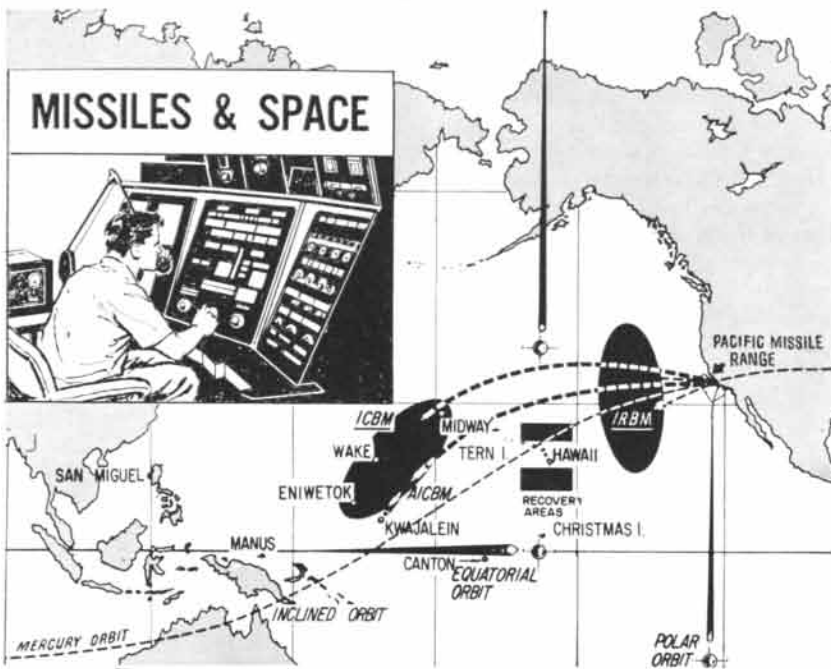 MISSILES & SPACE
PACIFIC MISSILE
RANGE
ICBM
MIDWAY
IRBM
WAKE
TERN I.
HAWAII
SAN MIGUEL
ENIWETOK
AICBM
RECOVERY
AREAS
KWAJALEIN
CHRISTMAS I.
MANUS
CANTON
EQUATORIAL
ORBIT
INCLINED ORBIT
MERCURY ORBIT
POLAR
ORBIT